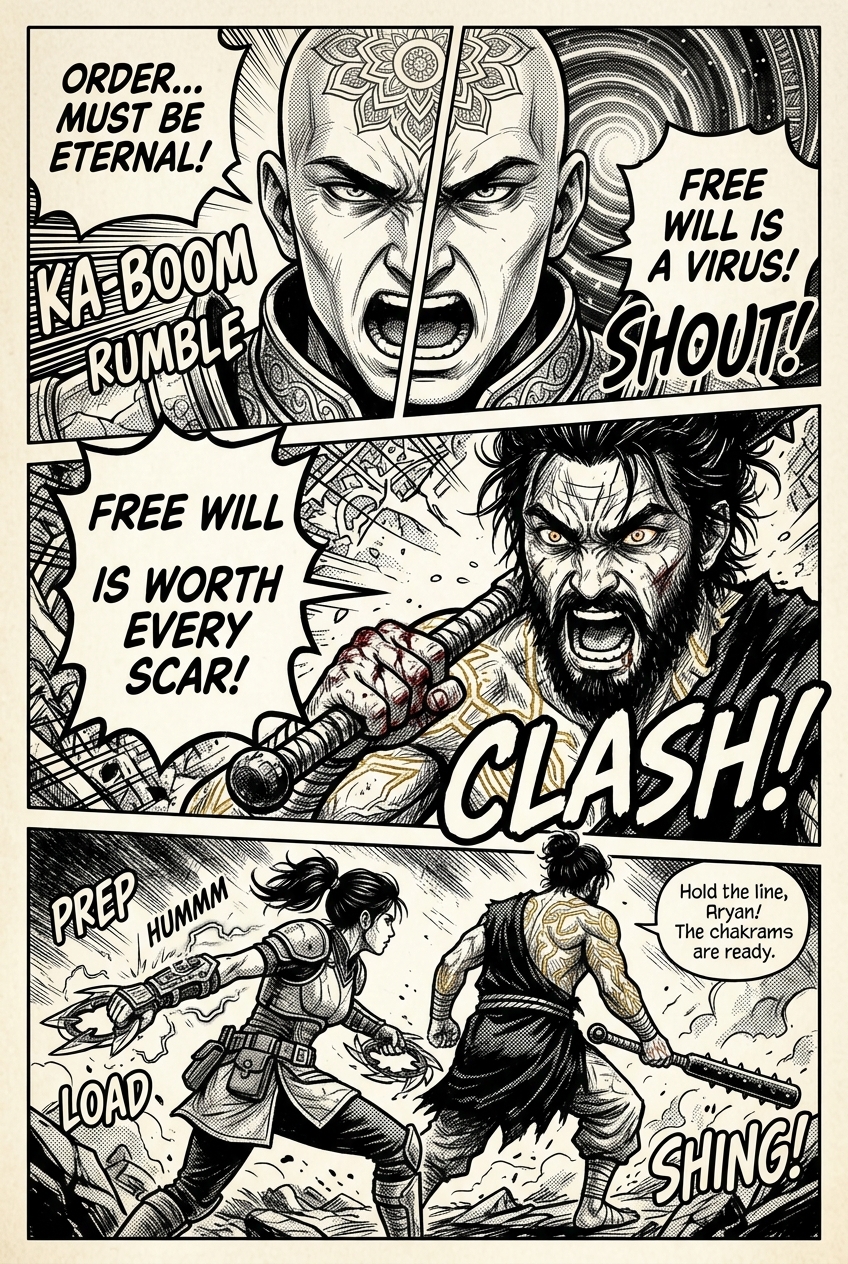 ORDER...
MUST BE
ETERNAL!
KA-BOOM
RUMBLE
FREE
WILL IS
A VIRUS!
SHOUT!
FREE WILL
IS WORTH
EVERY
SCAR!
CLASH!
PREP
HUMMM
Hold the line,
Aryan!
The chakrams
are ready.
LOAD
SHING!